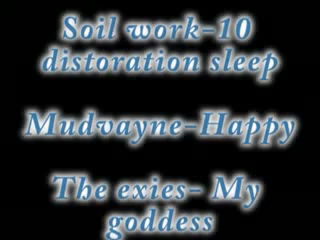 Soil work-10
distoration sleep
Mudvayne-Happy
The exies- My
goddess